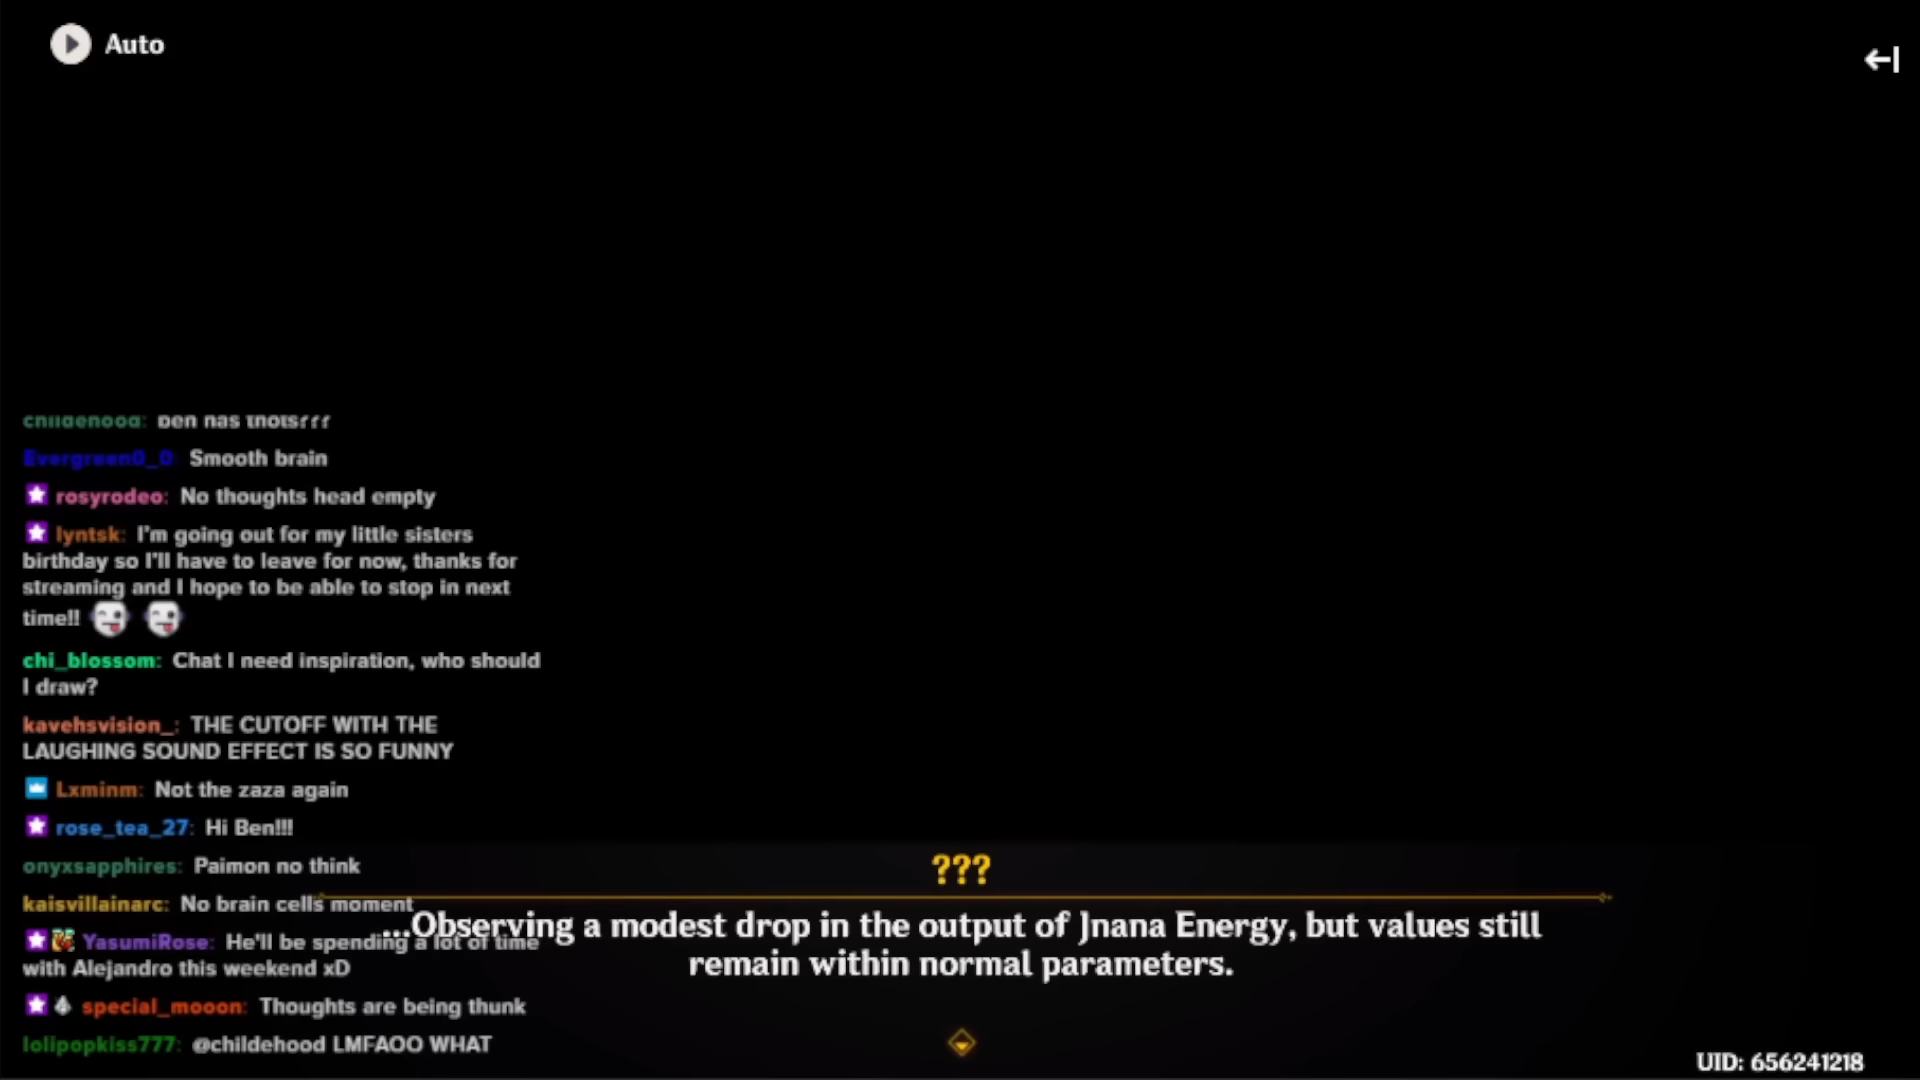 Auto
childehood: Ben has thots???
Evergreen0_0: Smooth brain
rosyrodeo: No thoughts head empty
lyntsk: I'm going out for my little sisters
birthday so I'll have to leave for now, thanks for
streaming and I hope to be able to stop in next
time!!
chi_blossom: Chat I need inspiration, who should
I draw?
kavehsvision_: THE CUTOFF WITH THE
LAUGHING SOUND EFFECT IS SO FUNNY
Lxminm: Not the zaza again
rose_tea_27: Hi Ben!!!
onyxsapphires: Paimon no think
kaisvillainarc: No brain cells moment
YasumiRose: He'll be spending a lot of time
with Alejandro this weekend xD
special_mooon: Thoughts are being thunk
lolipopkiss777: @childehood LMFAOO WHAT
???
...Observing a modest drop in the output of Jnana Energy, but values still
remain within normal parameters.
UID: 656241218